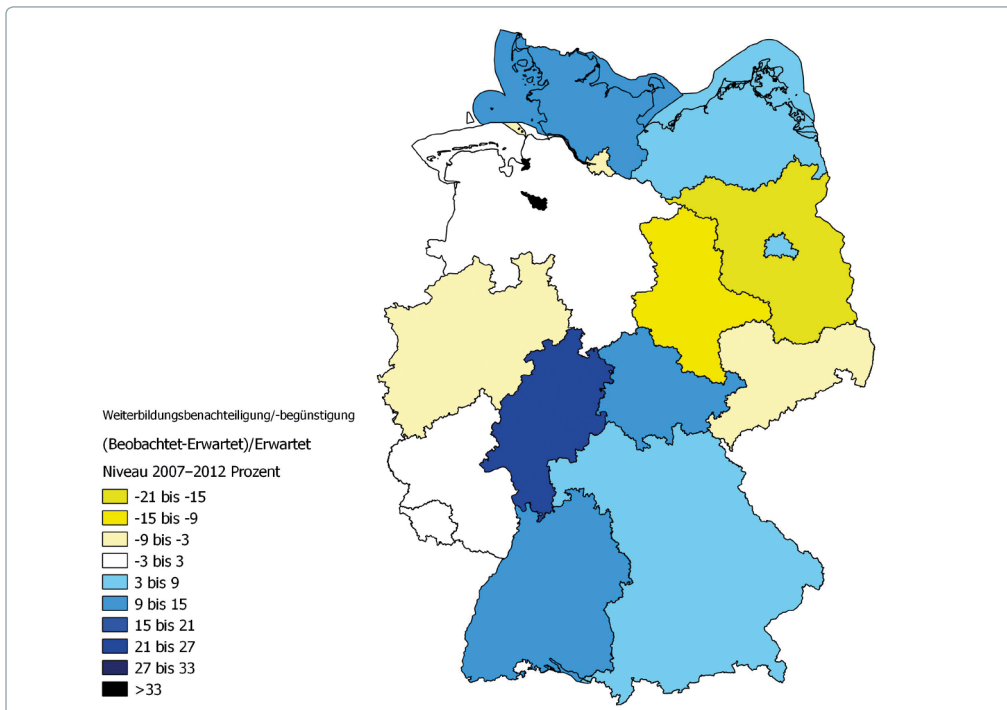 Weiterbildungsbenachteiligung/-begünstigung
(Beobachtet-Erwartet)/Erwartet
Niveau 2007–2012 Prozent
-21 bis -15
-15 bis -9
-9 bis -3
-3 bis 3
3 bis 9
9 bis 15
15 bis 21
21 bis 27
27 bis 33
>33